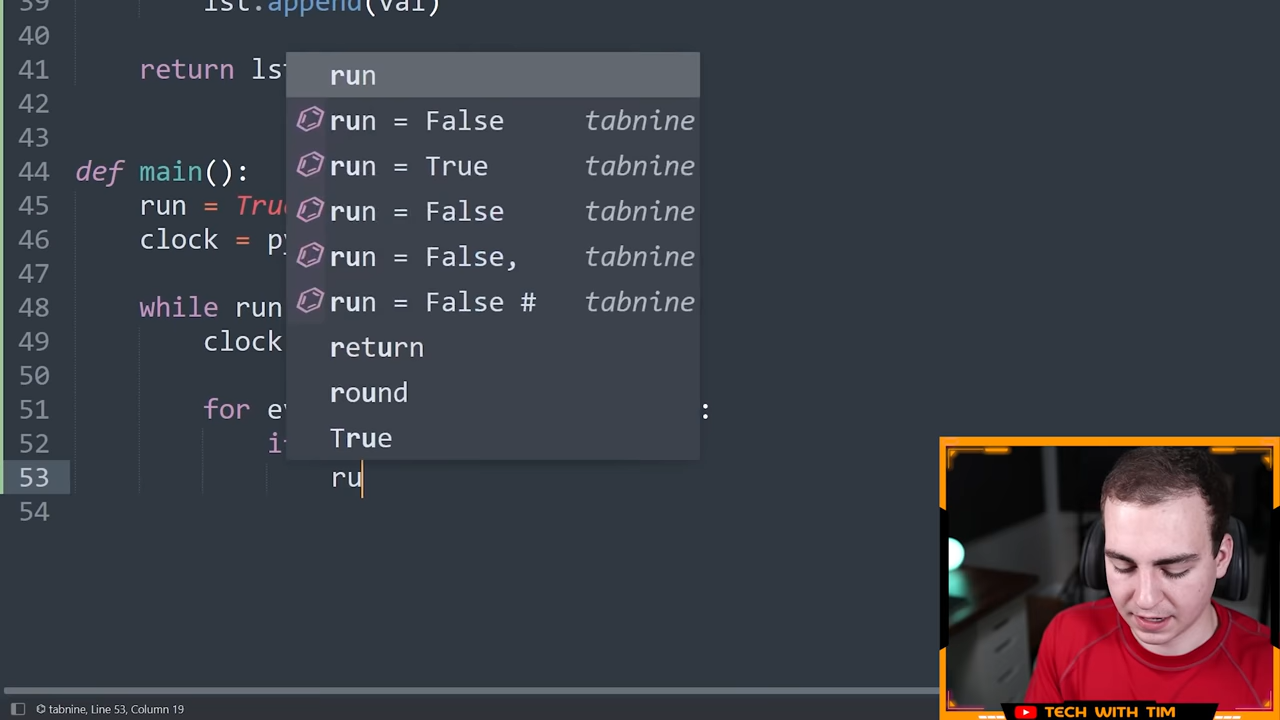 39 lst.append(val)
40
41 return lst
42
43
44 def main():
45 run = True
46 clock = py
47
48 while run
49 clock
50
51 for ev :
52 i
53 ru
54
run
run = False tabnine
run = True tabnine
run = False tabnine
run = False, tabnine
run = False # tabnine
return
round
True
tabnine, Line 53, Column 19
TECH WITH TIM